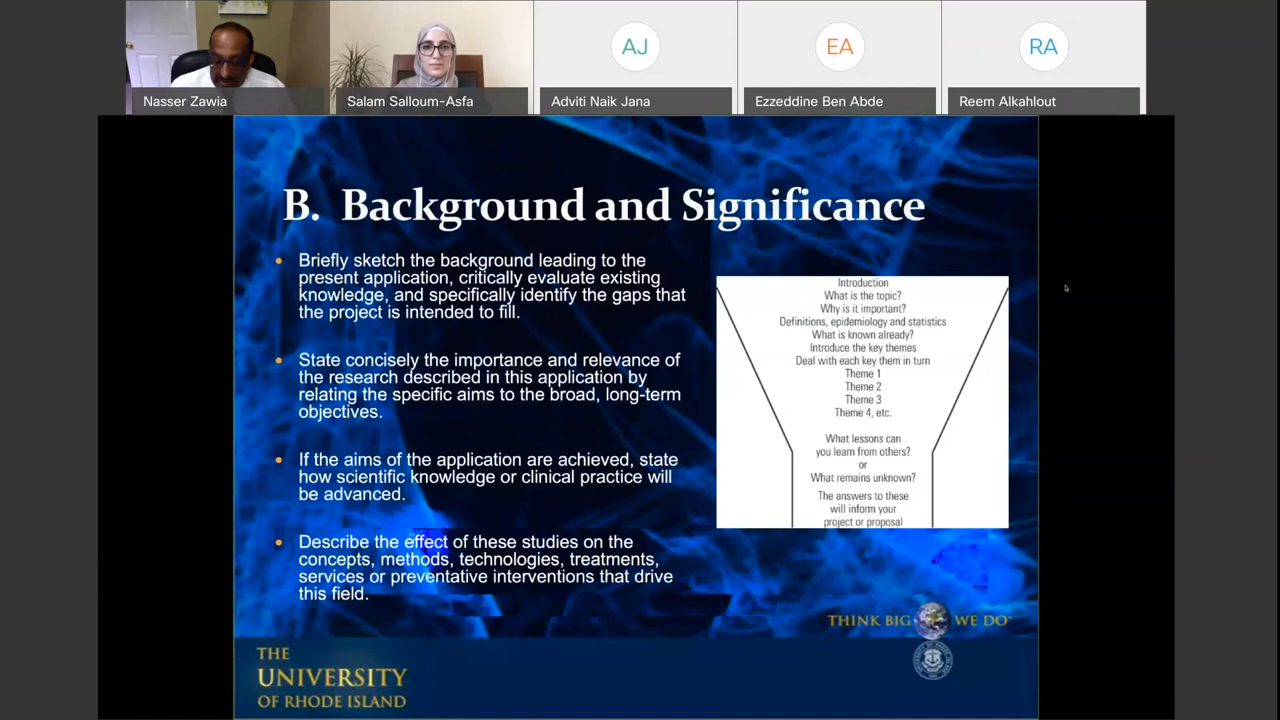 AJ
EA
RA
Nasser Zawia
Salam Salloum-Asfa
Adviti Naik Jana
Ezzeddine Ben Abde
Reem Alkahlout
B. Background and Significance
• Briefly sketch the background leading to the
present application, critically evaluate existing
knowledge, and specifically identify the gaps that
the project is intended to fill.
• State concisely the importance and relevance of
the research described in this application by
relating the specific aims to the broad, long-term
objectives.
• If the aims of the application are achieved, state
how scientific knowledge or clinical practice will
be advanced.
• Describe the effect of these studies on the
concepts, methods, technologies, treatments,
services or preventative interventions that drive
this field.
Introduction
What is the topic?
Why is it important?
Definitions, epidemiology and statistics
What is known already?
Introduce the key themes
Deal with each key them in turn
Theme 1
Theme 2
Theme 3
Theme 4, etc.
What lessons can
you learn from others?
or
What remains unknown?
The answers to these
will inform your
project or proposal
THINK BIG WE DO
THE
UNIVERSITY
OF RHODE ISLAND